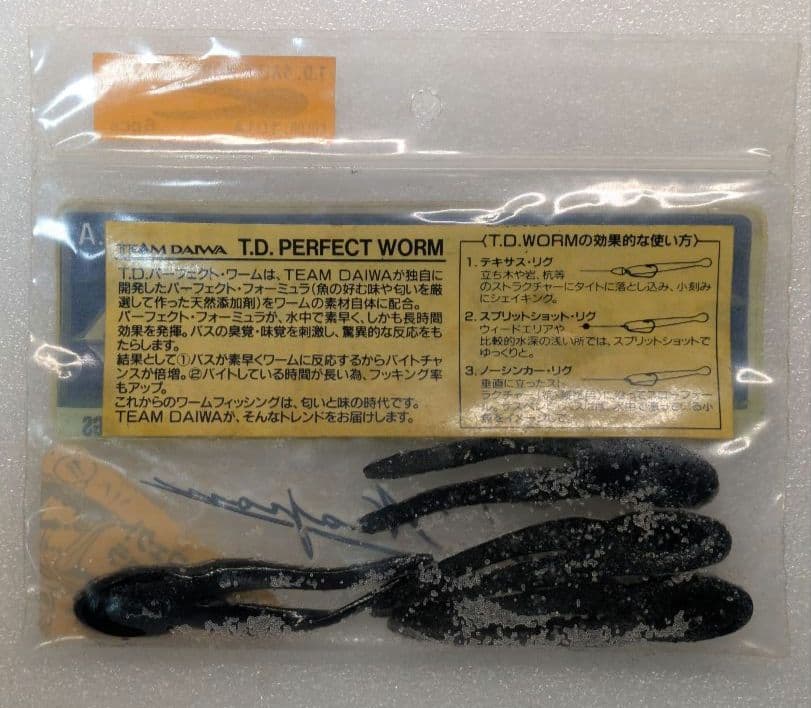 A.
TEAM DAIWA T.D. PERFECT WORM
T.D.パーフェクト・ワームは、TEAM DAIWAが独自に
開発したパーフェクト・フォーミュラ(魚の好む味や匂いを厳
選して作った天然添加剤)をワームの素材自体に配合。
パーフェクト・フォーミュラが、水中で素早く、しかも長時間
効果を発揮。バスの臭覚・味覚を刺激し、驚異的な反応をも
たらします。
結果として①バスが素早くワームに反応するからバイトチャ
ンスが倍増。②バイトしている時間が長い為、フッキング率
もアップ。
これからのワームフィッシングは、匂いと味の時代です。
TEAM DAIWAが、そんなトレンドをお届けします。
〈T.D.WORMの効果的な使い方〉
1. テキサス・リグ
立ち木や岩、杭等
のストラクチャーにタイトに落とし込み、小刻み
にシェイキング。
2. スプリットショット・リグ
ウィードエリアや
比較的水深の浅い所では、スプリットショットで
ゆっくりと。
3. ノーシンカー・リグ
垂直に立ったスト
ラクチャー